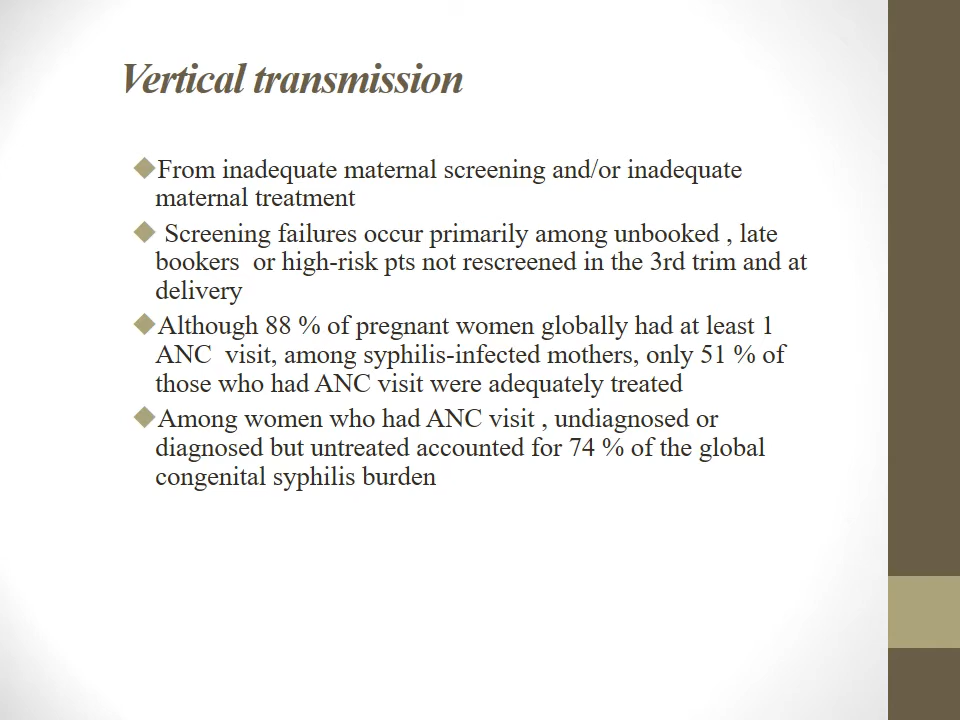 Vertical transmission
From inadequate maternal screening and/or inadequate
maternal treatment
Screening failures occur primarily among unbooked , late
bookers  or high-risk pts not rescreened in the 3rd trim and at
delivery
Although 88 % of pregnant women globally had at least 1
ANC  visit, among syphilis-infected mothers, only 51 % of
those who had ANC visit were adequately treated
Among women who had ANC visit , undiagnosed or
diagnosed but untreated accounted for 74 % of the global
congenital syphilis burden